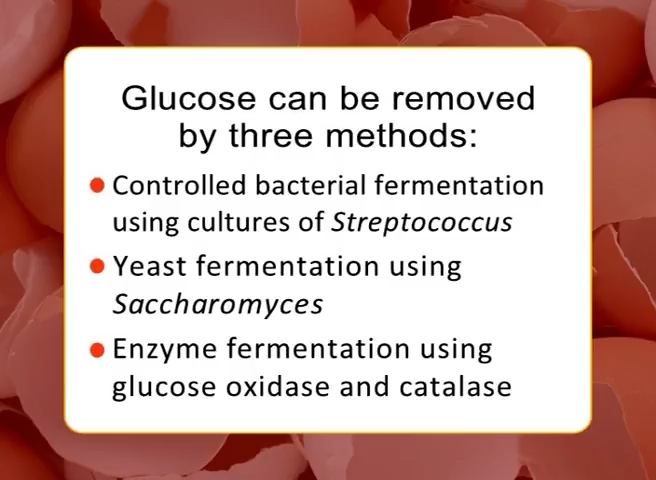 Glucose can be removed
by three methods:
• Controlled bacterial fermentation
using cultures of Streptococcus
• Yeast fermentation using
Saccharomyces
• Enzyme fermentation using
glucose oxidase and catalase